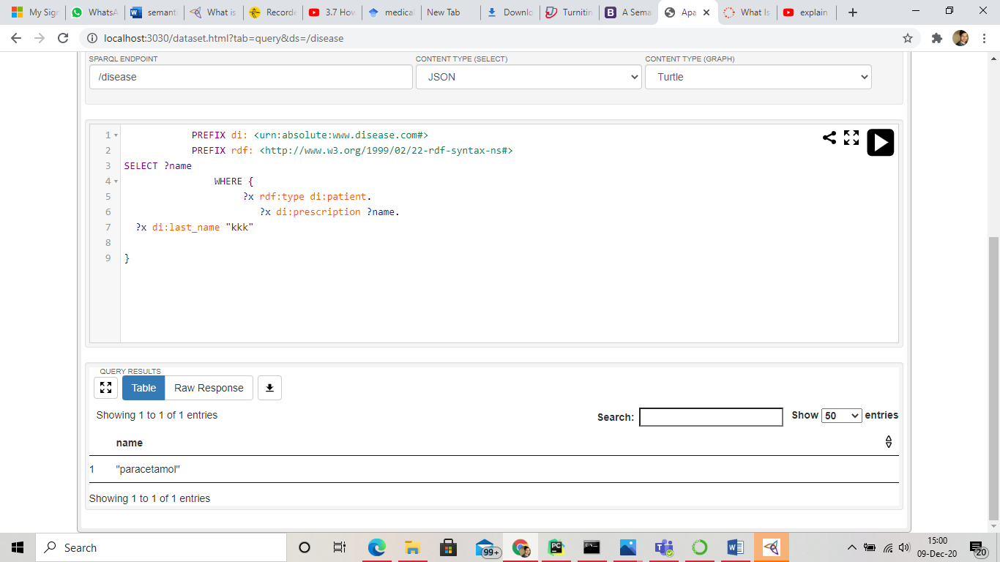 My Sig
WhatsA
semant
What is
Recorde
3.7 How
medical
New Tab
Downlo
Turnitin
A Sema
Apa
What Is
explain
localhost:3030/dataset.html?tab=query&ds=/disease
SPARQL ENDPOINT
CONTENT TYPE (SELECT)
CONTENT TYPE (GRAPH)
/disease
JSON
Turtle
1 PREFIX di: <urn:absolute:www.disease.com#>
2 PREFIX rdf: <http://www.w3.org/1999/02/22-rdf-syntax-ns#>
3 SELECT ?name
4 WHERE {
5 ?x rdf:type di:patient.
6 ?x di:prescription ?name.
7 ?x di:last_name "kkk"
8
9 }
QUERY RESULTS
Table
Raw Response
Showing 1 to 1 of 1 entries
Search:
Show 50 entries
name
1 "paracetamol"
Showing 1 to 1 of 1 entries
Search
99+
15:00
09-Dec-20
20